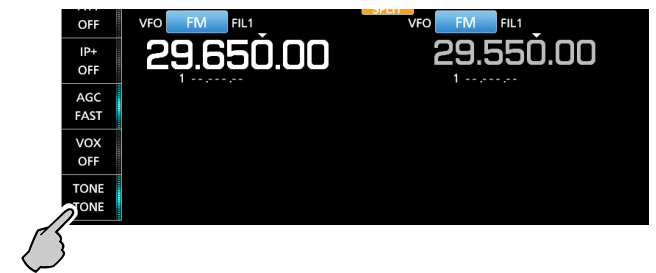 OFF
VFO FM FIL1
VFO FM FIL1
IP+
OFF
29.650.00
29.550.00
1 --.---.--
1 --.---.--
AGC
FAST
VOX
OFF
TONE
TONE